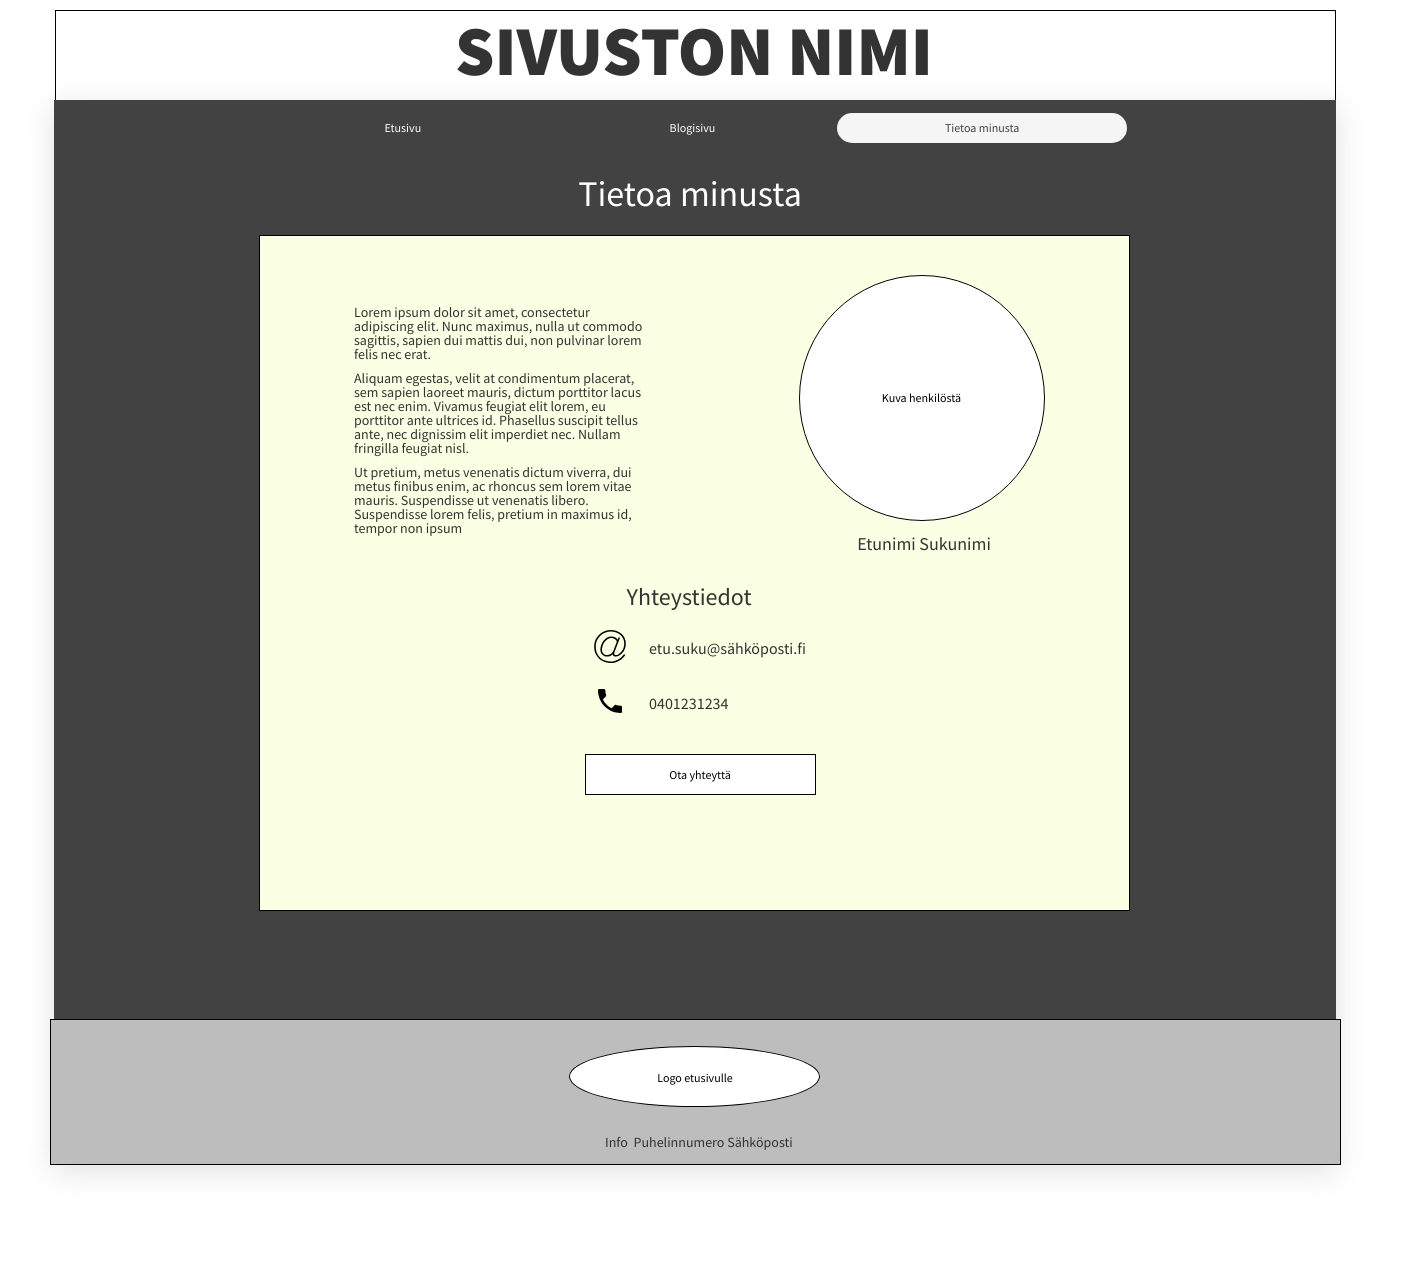 SIVUSTON NIMI
Etusivu
Blogisivu
Tietoa minusta
Tietoa minusta
Lorem ipsum dolor sit amet, consectetur
adipiscing elit. Nunc maximus, nulla ut commodo
sagittis, sapien dui mattis dui, non pulvinar lorem
felis nec erat.
Aliquam egestas, velit at condimentum placerat,
sem sapien laoreet mauris, dictum porttitor lacus
est nec enim. Vivamus feugiat elit lorem, eu
porttitor ante ultrices id. Phasellus suscipit tellus
ante, nec dignissim elit imperdiet nec. Nullam
fringilla feugiat nisl.
Ut pretium, metus venenatis dictum viverra, dui
metus finibus enim, ac rhoncus sem lorem vitae
mauris. Suspendisse ut venenatis libero.
Suspendisse lorem felis, pretium in maximus id,
tempor non ipsum
Kuva henkilöstä
Etunimi Sukunimi
Yhteystiedot
@ etu.suku@sähköposti.fi
0401231234
Ota yhteyttä
Logo etusivulle
Info  Puhelinnumero Sähköposti